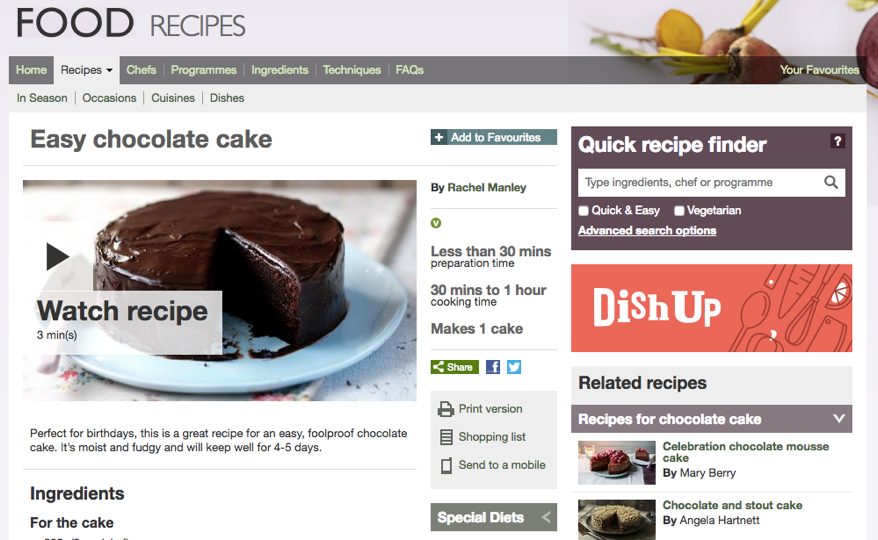 FOOD RECIPES
Home
Recipes
Chefs
Programmes
Ingredients
Techniques
FAQs
Your Favourites
In Season
Occasions
Cuisines
Dishes
Easy chocolate cake
Watch recipe
3 min(s)
Perfect for birthdays, this is a great recipe for an easy, foolproof chocolate
cake. It's moist and fudgy and will keep well for 4-5 days.
Ingredients
For the cake
+ Add to Favourites
By Rachel Manley
V
Less than 30 mins
preparation time
30 mins to 1 hour
cooking time
Makes 1 cake
Share
f
Print version
Shopping list
Send to a mobile
Special Diets
Quick recipe finder
?
Type ingredients, chef or programme
Quick & Easy
Vegetarian
Advanced search options
DiSh Up
Related recipes
Recipes for chocolate cake
Celebration chocolate mousse
cake
By Mary Berry
Chocolate and stout cake
By Angela Hartnett